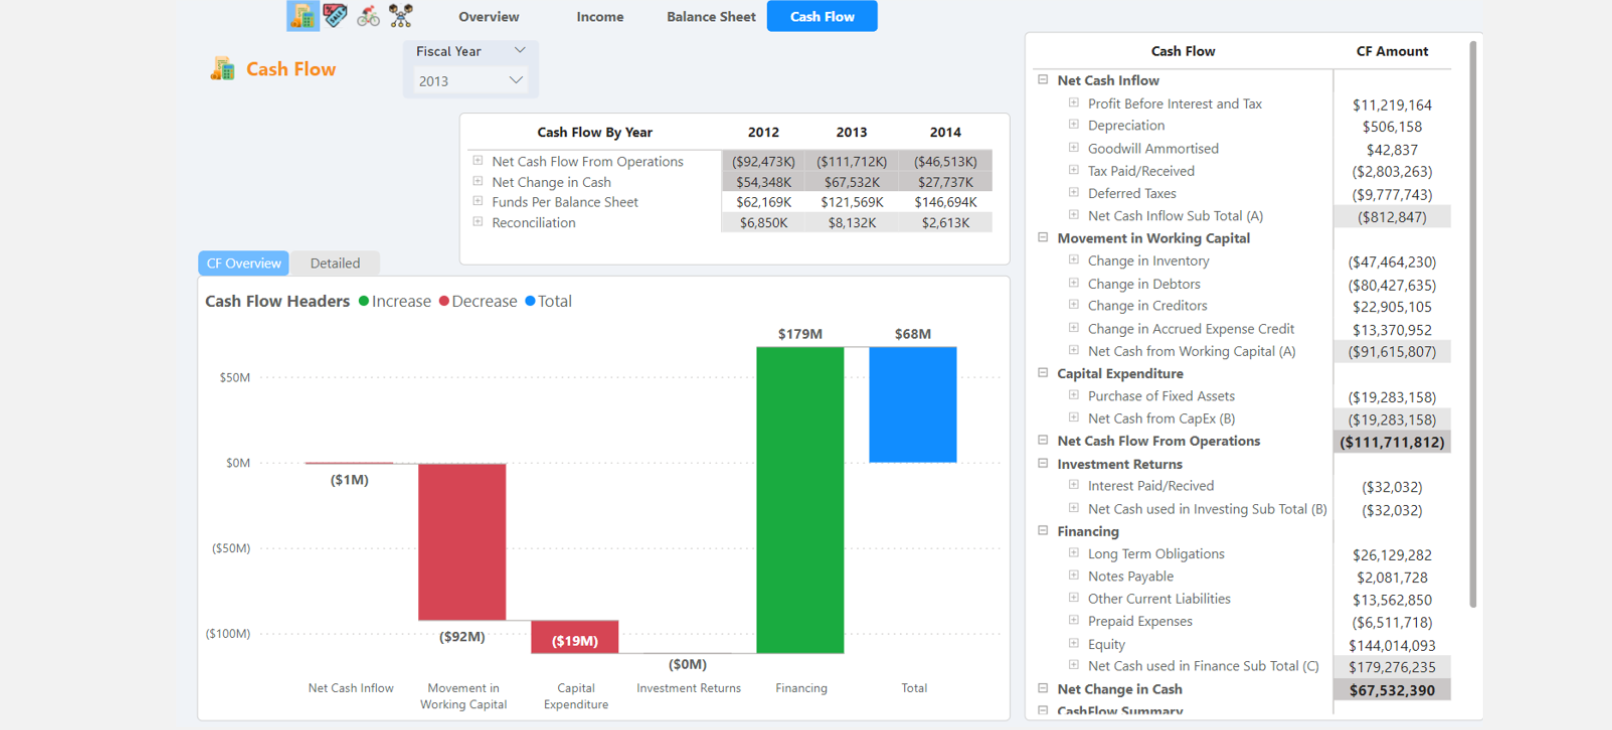 Overview Income Balance Sheet Cash Flow
Cash Flow
Fiscal Year
2013
Cash Flow By Year 2012 2013 2014
Net Cash Flow From Operations ($92,473K) ($111,712K) ($46,513K)
Net Change in Cash $54,348K $67,532K $27,737K
Funds Per Balance Sheet $62,169K $121,569K $146,694K
Reconciliation $6,850K $8,132K $2,613K
CF Overview Detailed
Cash Flow Headers Increase Decrease Total
$179M $68M
$50M
$0M
($1M)
($50M)
($100M)
($92M)
($19M)
($0M)
Net Cash Inflow
Movement in
Working Capital
Capital
Expenditure
Investment Returns
Financing
Total
Cash Flow CF Amount
Net Cash Inflow
Profit Before Interest and Tax $11,219,164
Depreciation $506,158
Goodwill Ammortised $42,837
Tax Paid/Received ($2,803,263)
Deferred Taxes ($9,777,743)
Net Cash Inflow Sub Total (A) ($812,847)
Movement in Working Capital
Change in Inventory ($47,464,230)
Change in Debtors ($80,427,635)
Change in Creditors $22,905,105
Change in Accrued Expense Credit $13,370,952
Net Cash from Working Capital (A) ($91,615,807)
Capital Expenditure
Purchase of Fixed Assets ($19,283,158)
Net Cash from CapEx (B) ($19,283,158)
Net Cash Flow From Operations ($111,711,812)
Investment Returns
Interest Paid/Recived ($32,032)
Net Cash used in Investing Sub Total (B) ($32,032)
Financing
Long Term Obligations $26,129,282
Notes Payable $2,081,728
Other Current Liabilities $13,562,850
Prepaid Expenses ($6,511,718)
Equity $144,014,093
Net Cash used in Finance Sub Total (C) $179,276,235
Net Change in Cash $67,532,390
CashFlow Summary